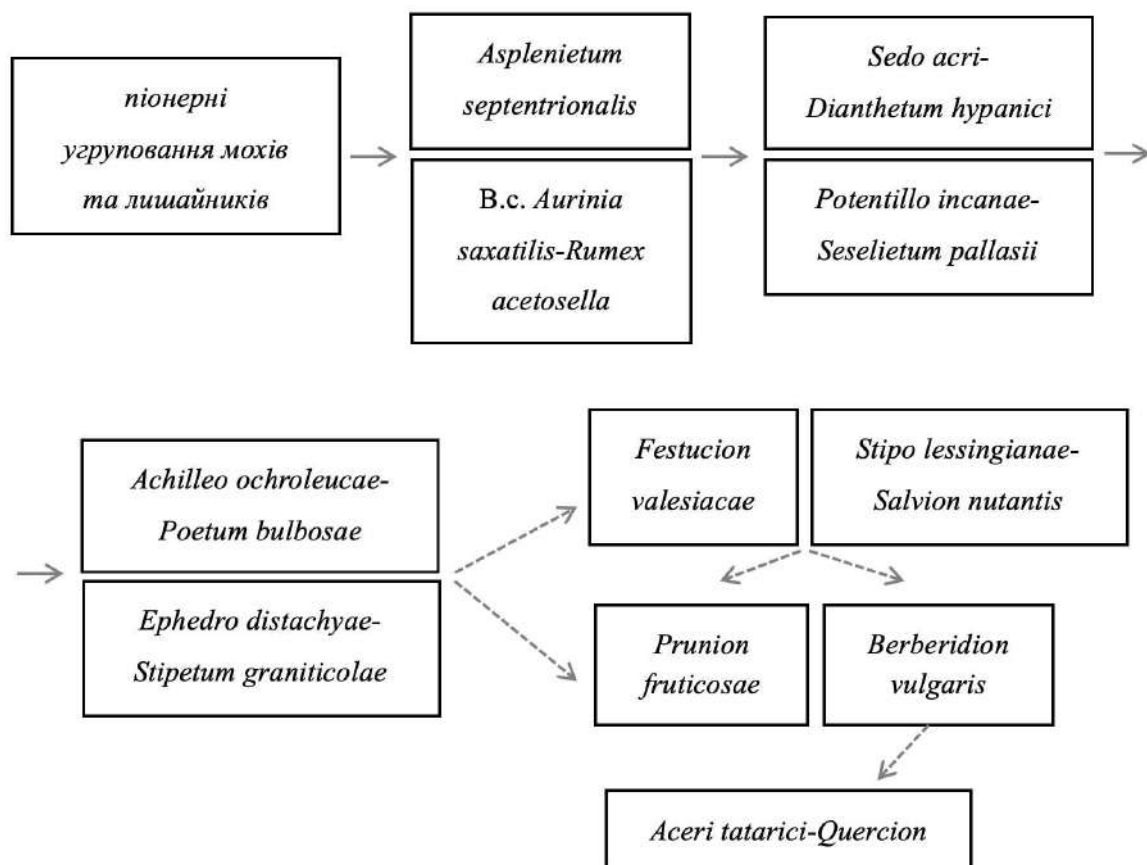 піонерні
угруповання мохів
та лишайників
Asplenietum
septentrionalis
B.c. Aurinia
saxatilis-Rumex
acetosella
Sedo acri-
Dianthetum hypanici
Potentillo incanae-
Seselietum pallasii
Achilleo ochroleucae-
Poetum bulbosae
Ephedro distachyae-
Stipetum graniticolae
Festucion
valesiacae
Stipo lessingianae-
Salvion nutantis
Prunion
fruticosae
Berberidion
vulgaris
Aceri tatarici-Quercion